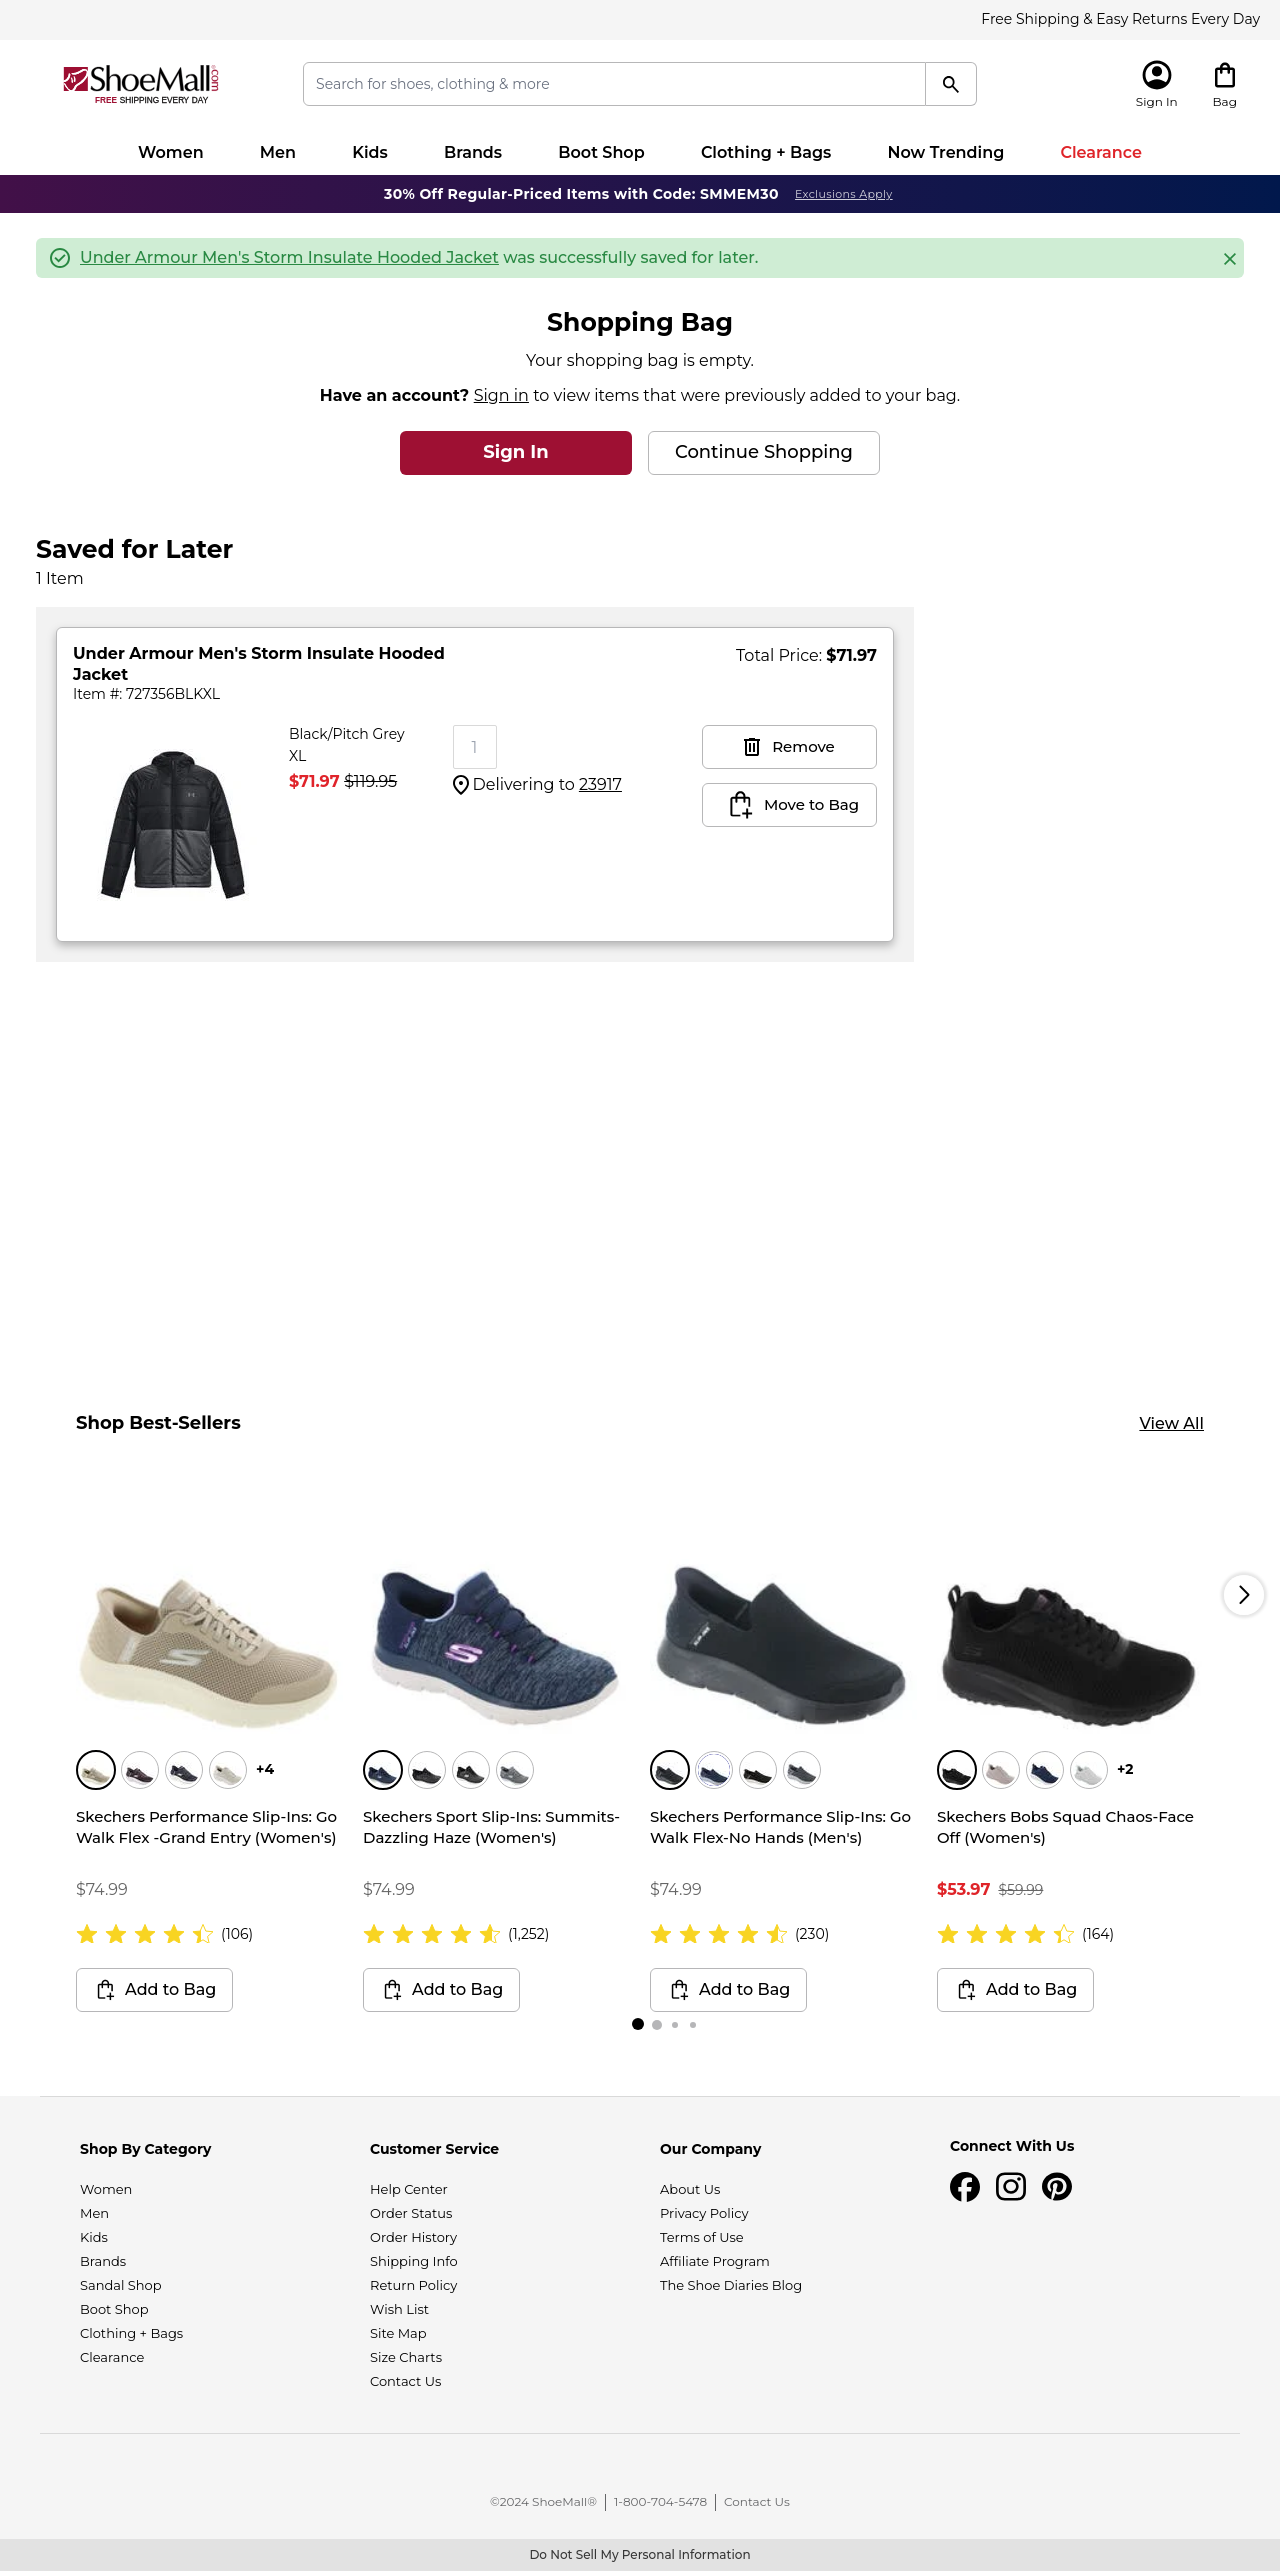 Free Shipping & Easy Returns Every Day
ShoeMall.com
FREE SHIPPING EVERY DAY
Search for shoes, clothing & more
Sign In
Bag
Women
Men
Kids
Brands
Boot Shop
Clothing + Bags
Now Trending
Clearance
30% Off Regular-Priced Items with Code: SMMEM30 Exclusions Apply
Under Armour Men's Storm Insulate Hooded Jacket was successfully saved for later.
Shopping Bag
Your shopping bag is empty.
Have an account? Sign in to view items that were previously added to your bag.
Sign In
Continue Shopping
Saved for Later
1 Item
Under Armour Men's Storm Insulate Hooded
Jacket
Item #: 727356BLKXL
Total Price: $71.97
Black/Pitch Grey
XL
$71.97 $119.95
1
Delivering to 23917
Remove
Move to Bag
Shop Best-Sellers
View All
+4
+2
Skechers Performance Slip-Ins: Go
Walk Flex -Grand Entry (Women's)
$74.99
(106)
Add to Bag
Skechers Sport Slip-Ins: Summits-
Dazzling Haze (Women's)
$74.99
(1,252)
Add to Bag
Skechers Performance Slip-Ins: Go
Walk Flex-No Hands (Men's)
$74.99
(230)
Add to Bag
Skechers Bobs Squad Chaos-Face
Off (Women's)
$53.97 $59.99
(164)
Add to Bag
Shop By Category
Women
Men
Kids
Brands
Sandal Shop
Boot Shop
Clothing + Bags
Clearance
Customer Service
Help Center
Order Status
Order History
Shipping Info
Return Policy
Wish List
Site Map
Size Charts
Contact Us
Our Company
About Us
Privacy Policy
Terms of Use
Affiliate Program
The Shoe Diaries Blog
Connect With Us
©2024 ShoeMall®
1-800-704-5478
Contact Us
Do Not Sell My Personal Information